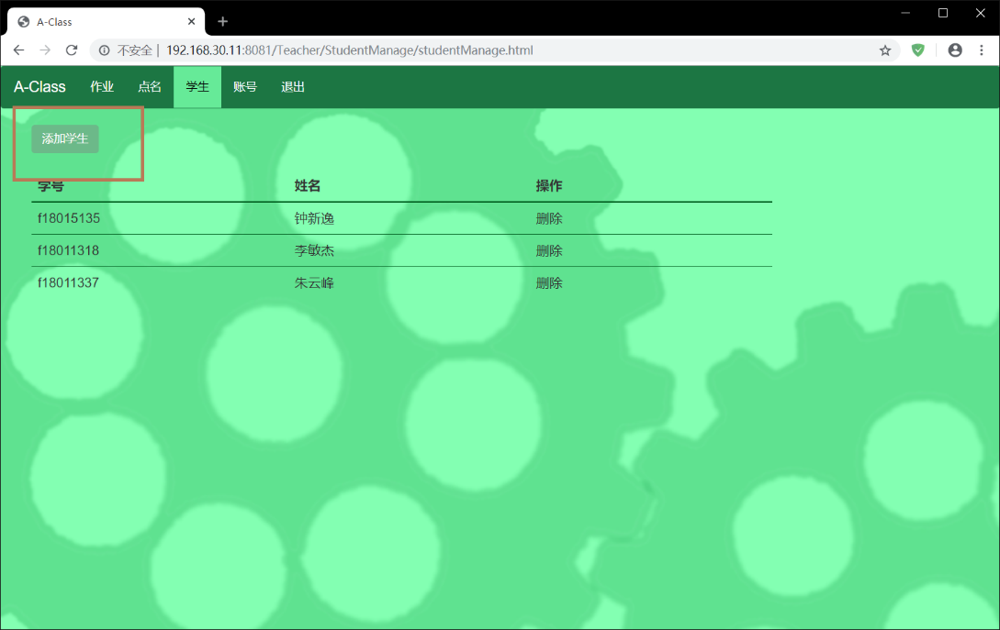 A-Class
不安全 | 192.168.30.11:8081/Teacher/StudentManage/studentManage.html
A-Class 作业 点名 学生 账号 退出
添加学生
学号 姓名 操作
f18015135 钟新逸 删除
f18011318 李敏杰 删除
f18011337 朱云峰 删除